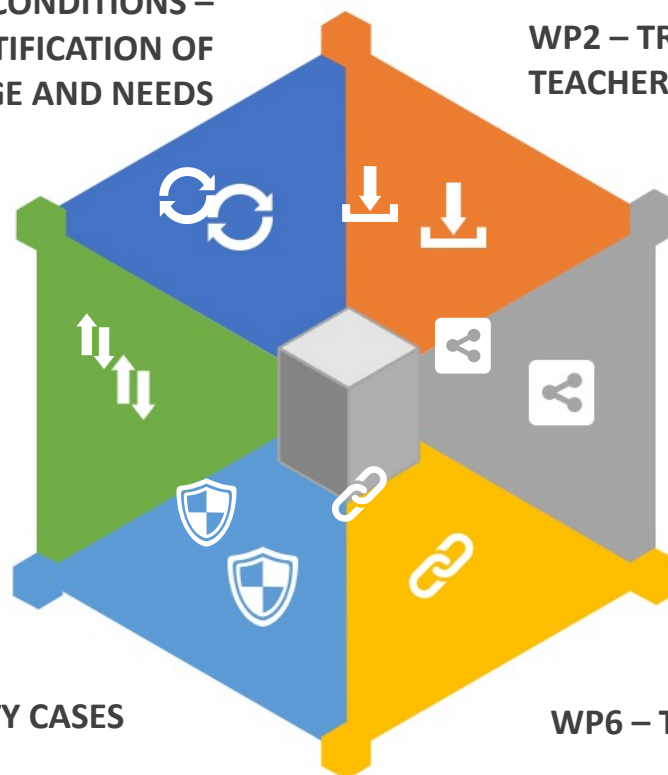 CONDITIONS –
TIFICATION OF
GE AND NEEDS
WP2 – TR
TEACHER
Y CASES
WP6 – T